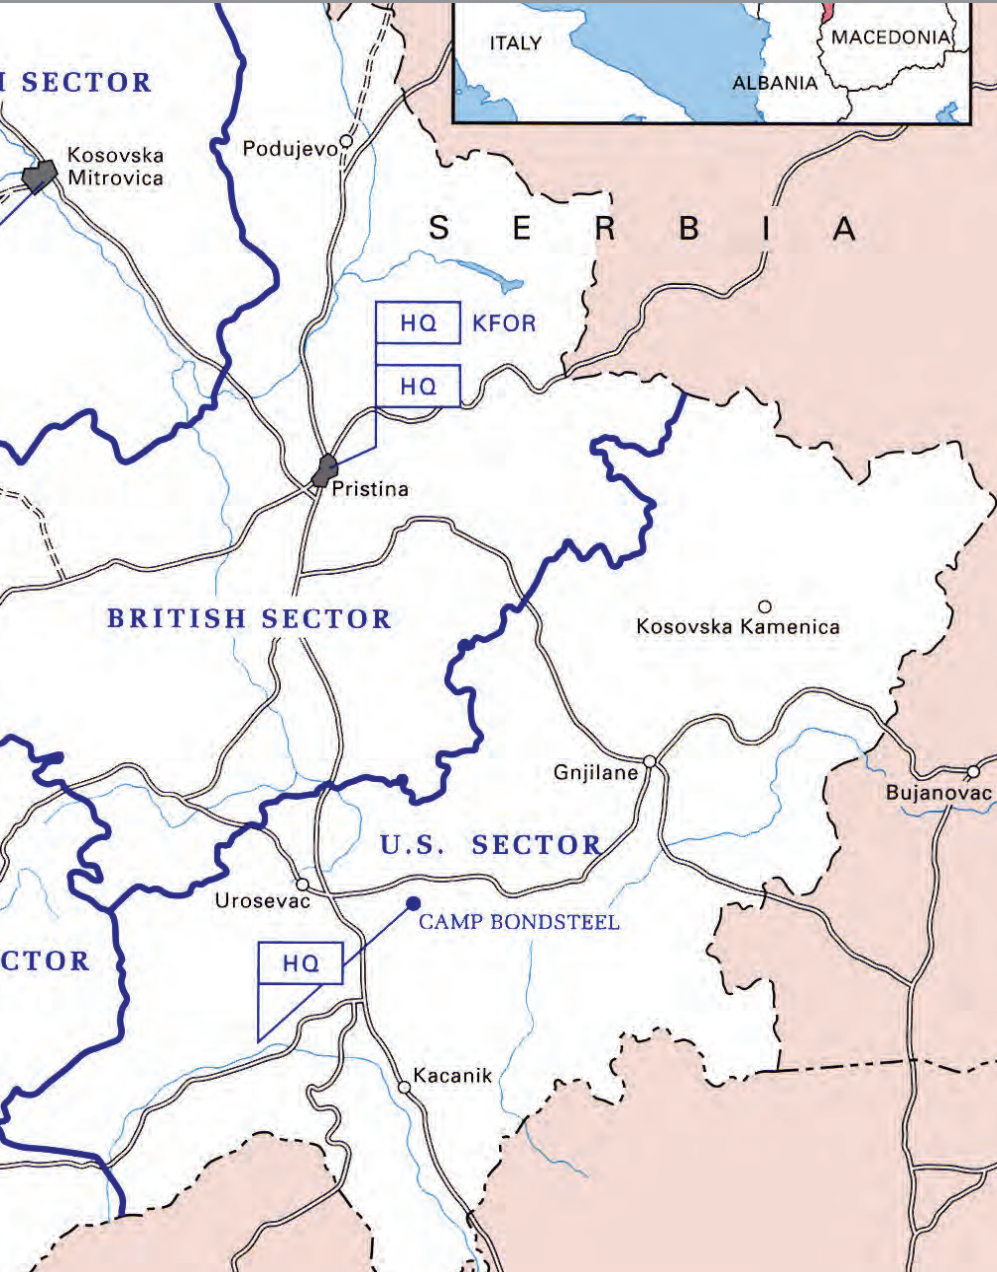 ITALY
MACEDONIA
ALBANIA
SECTOR
Kosovska
Mitrovica
Podujevo
SERBIA
HQ KFOR
HQ
Pristina
BRITISH SECTOR
Kosovska Kamenica
Gnjilane
Bujanovac
U.S. SECTOR
Urosevac
CAMP BONDSTEEL
CTOR
HQ
Kacanik